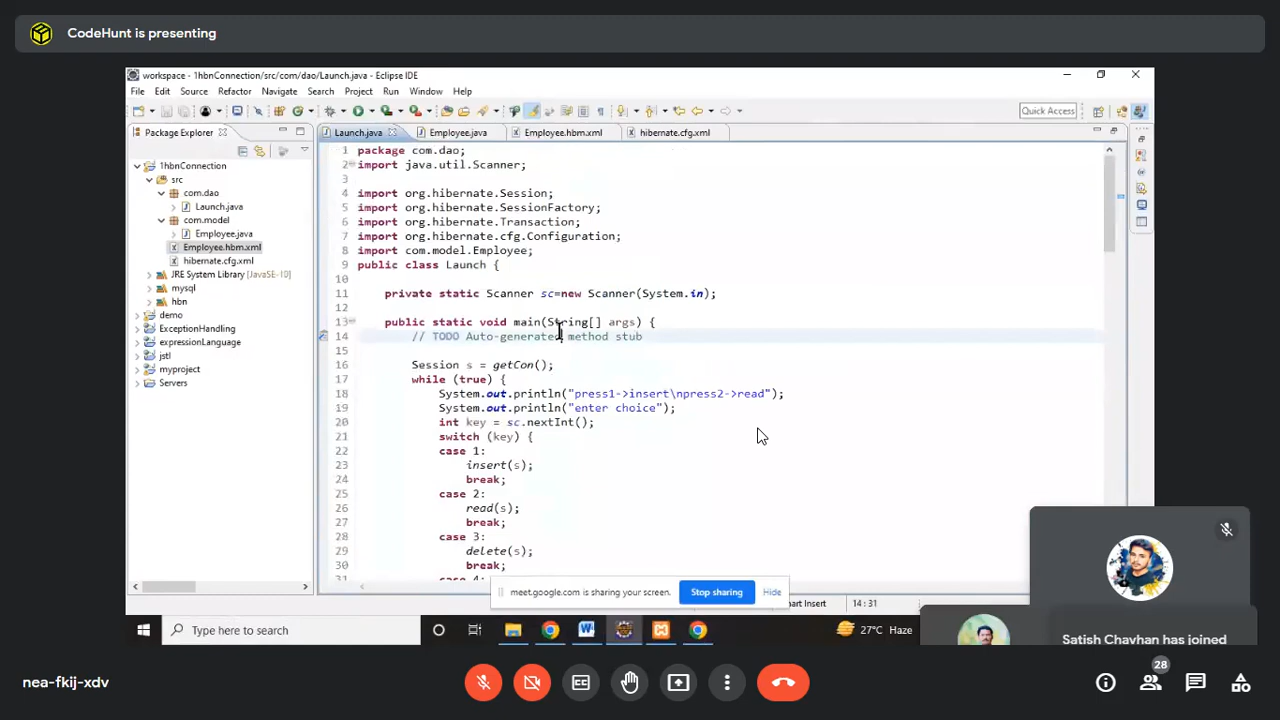 CodeHunt is presenting
workspace - 1hbnConnection/src/com/dao/Launch.java - Eclipse IDE
File Edit Source Refactor Navigate Search Project Run Window Help
Quick Access
Package Explorer
Launch.java Employee.java Employee.hbm.xml hibernate.cfg.xml
1hbnConnection
src
com.dao
Launch.java
com.model
Employee.java
Employee.hbm.xml
hibernate.cfg.xml
JRE System Library [JavaSE-10]
mysql
hbn
demo
ExceptionHandling
expressionLanguage
jstl
myproject
Servers
1 package com.dao;
2 import java.util.Scanner;
3
4 import org.hibernate.Session;
5 import org.hibernate.SessionFactory;
6 import org.hibernate.Transaction;
7 import org.hibernate.cfg.Configuration;
8 import com.model.Employee;
9 public class Launch {
10
11 private static Scanner sc=new Scanner(System.in);
12
13 public static void main(String[] args) {
14 // TODO Auto-generated method stub
15
16 Session s = getCon();
17 while (true) {
18 System.out.println("press1->insert\npress2->read");
19 System.out.println("enter choice");
20 int key = sc.nextInt();
21 switch (key) {
22 case 1:
23 insert(s);
24 break;
25 case 2:
26 read(s);
27 break;
28 case 3:
29 delete(s);
30 break;
31 case 4:
meet.google.com is sharing your screen. Stop sharing Hide
art Insert 14 : 31
Type here to search
27°C Haze
Satish Chavhan has joined
nea-fkij-xdv
28